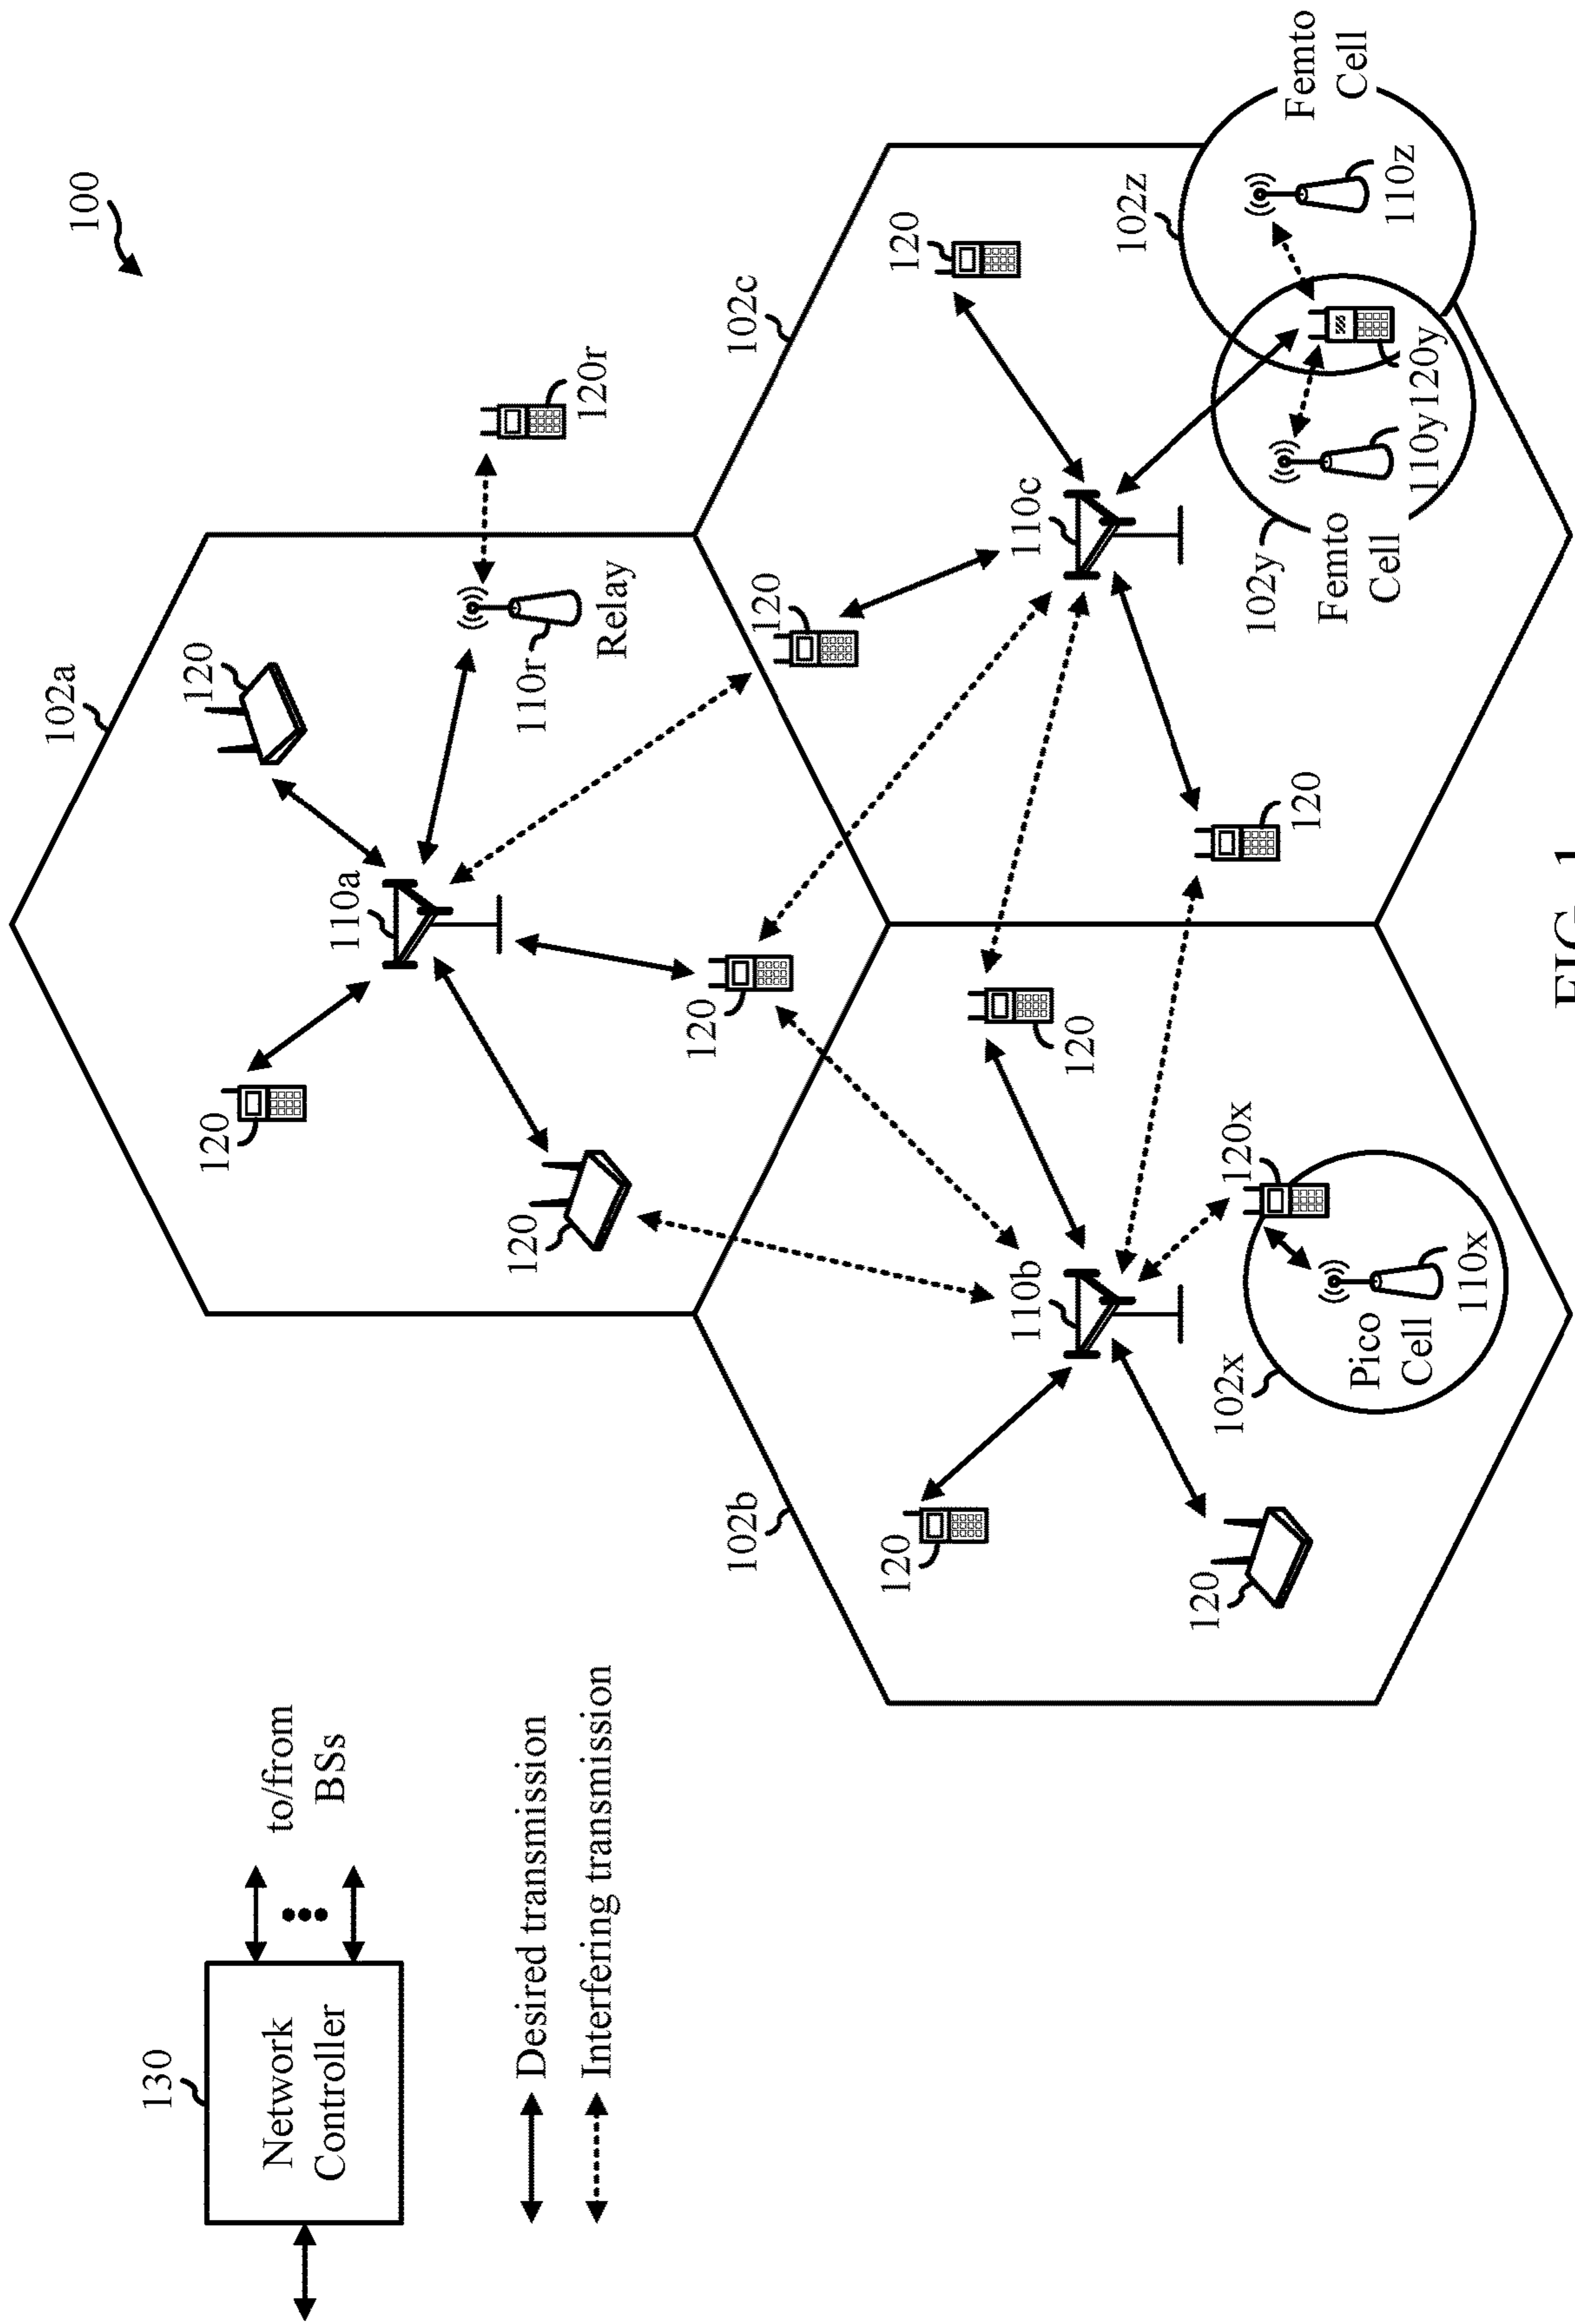 100
130
Network
Controller
to/from
BSs
Desired transmission
Interfering transmission
102a
120
120
110a
120
120
110r
Relay
120r
120
120
102b
102c
120
110b
120
120
120x
102x
Pico
Cell
110x
120
110c
120
120
102y
Femto
Cell
110y
120y
102z
110z
Femto
Cell
FIG. 1